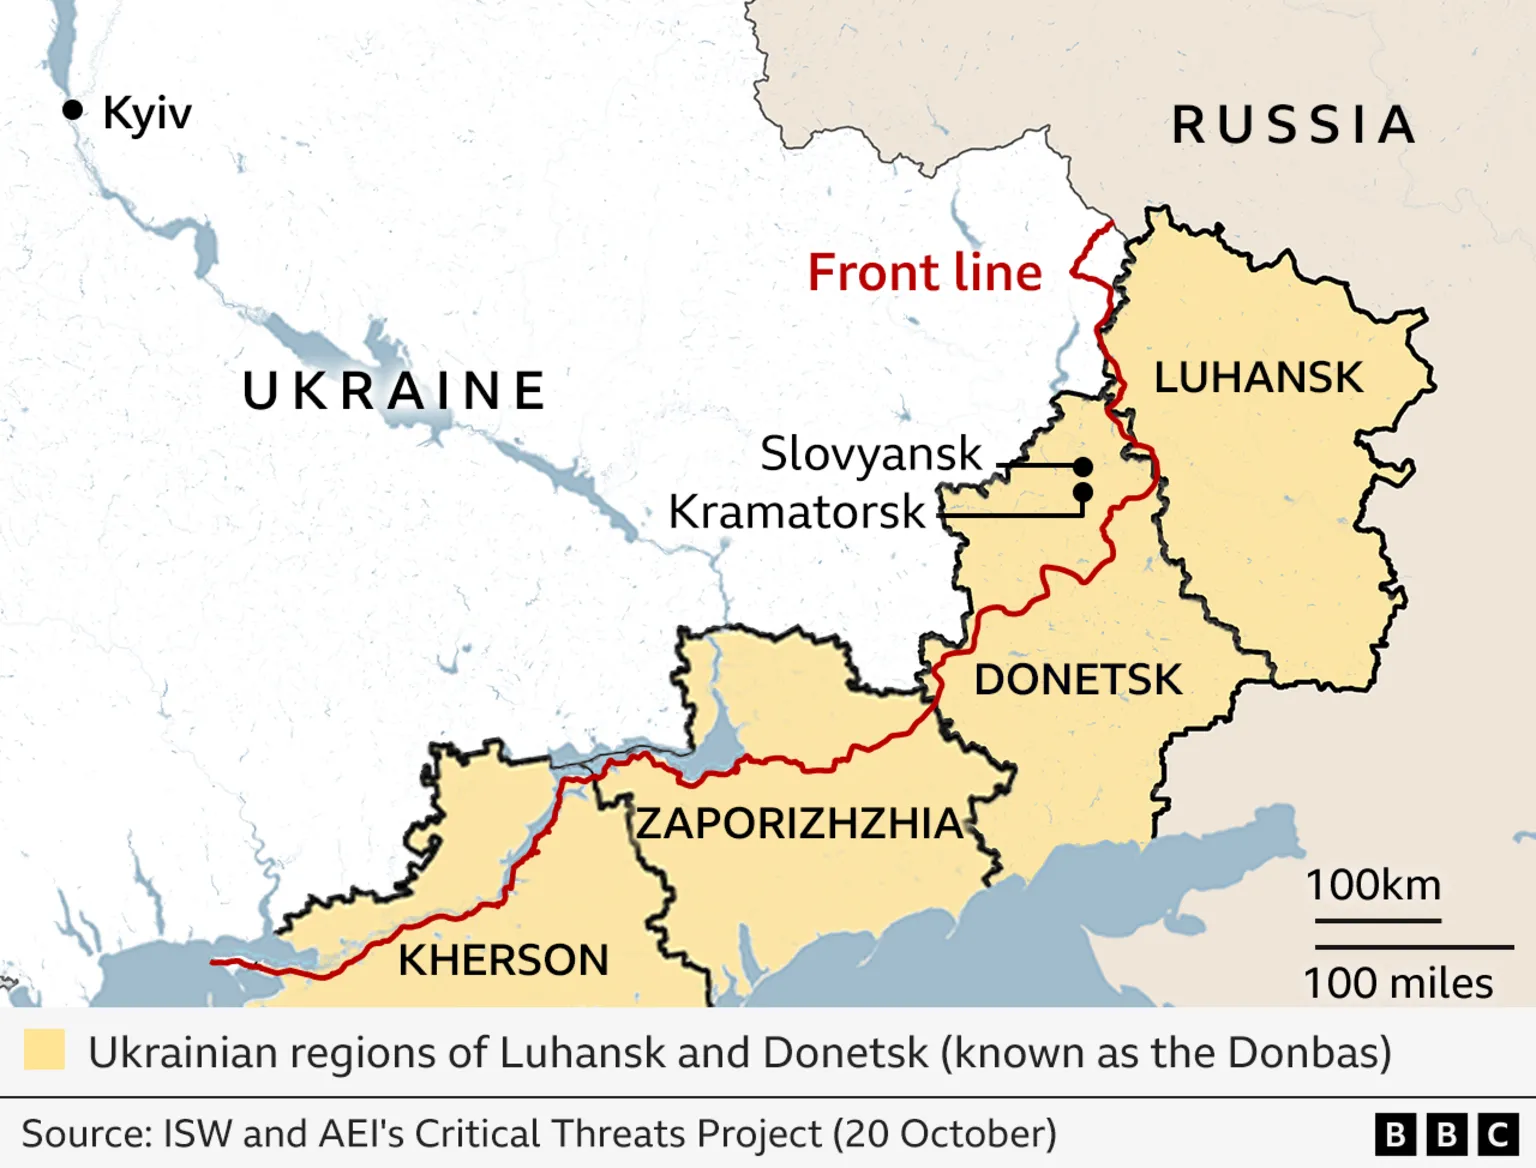 Kyiv
RUSSIA
Front line
UKRAINE
LUHANSK
Slovyansk
Kramatorsk
DONETSK
ZAPORIZHZHIA
100km
KHERSON
100 miles
Ukrainian regions of Luhansk and Donetsk (known as the Donbas)
Source: ISW and AEI's Critical Threats Project (20 October)
BBC